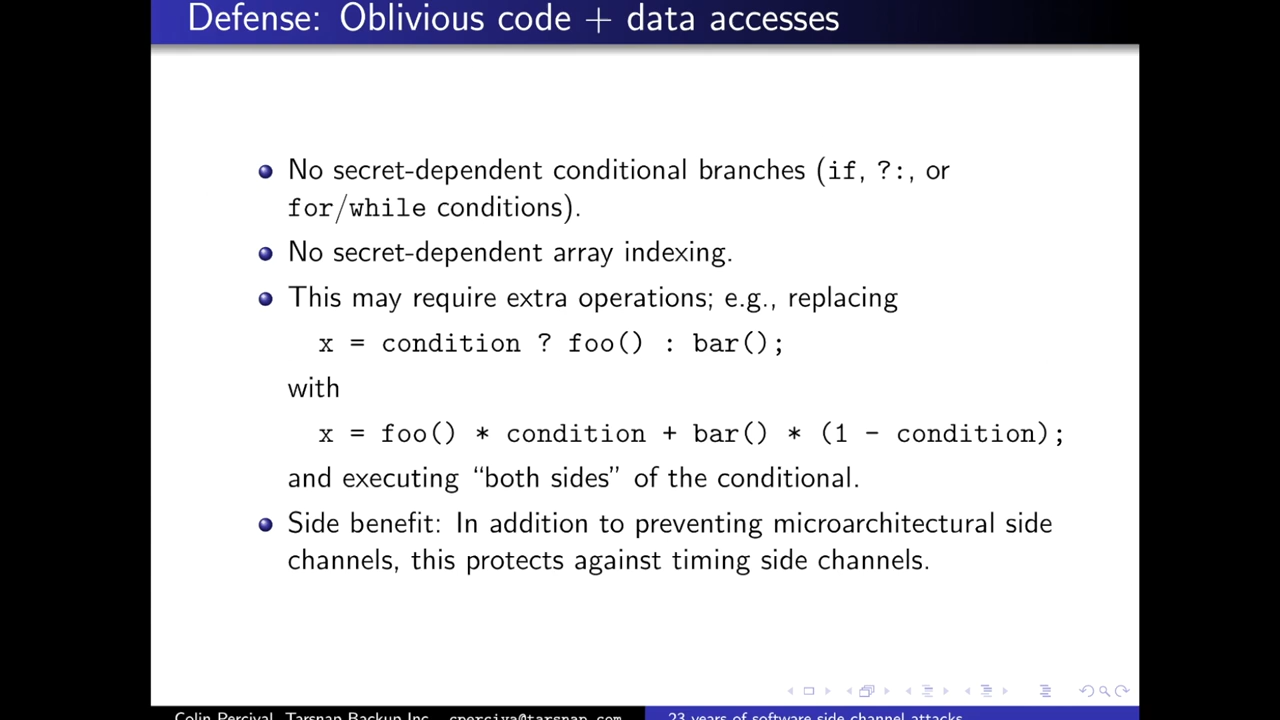 Defense: Oblivious code + data accesses
No secret-dependent conditional branches (if, ?:, or
for/while conditions).
No secret-dependent array indexing.
This may require extra operations; e.g., replacing
x = condition ? foo() : bar();
with
x = foo() * condition + bar() * (1 - condition);
and executing “both sides” of the conditional.
Side benefit: In addition to preventing microarchitectural side
channels, this protects against timing side channels.
Colin Percival, Tarsnap Backup Inc. cperciva@tarsnap.com 23 years of software side channel attacks